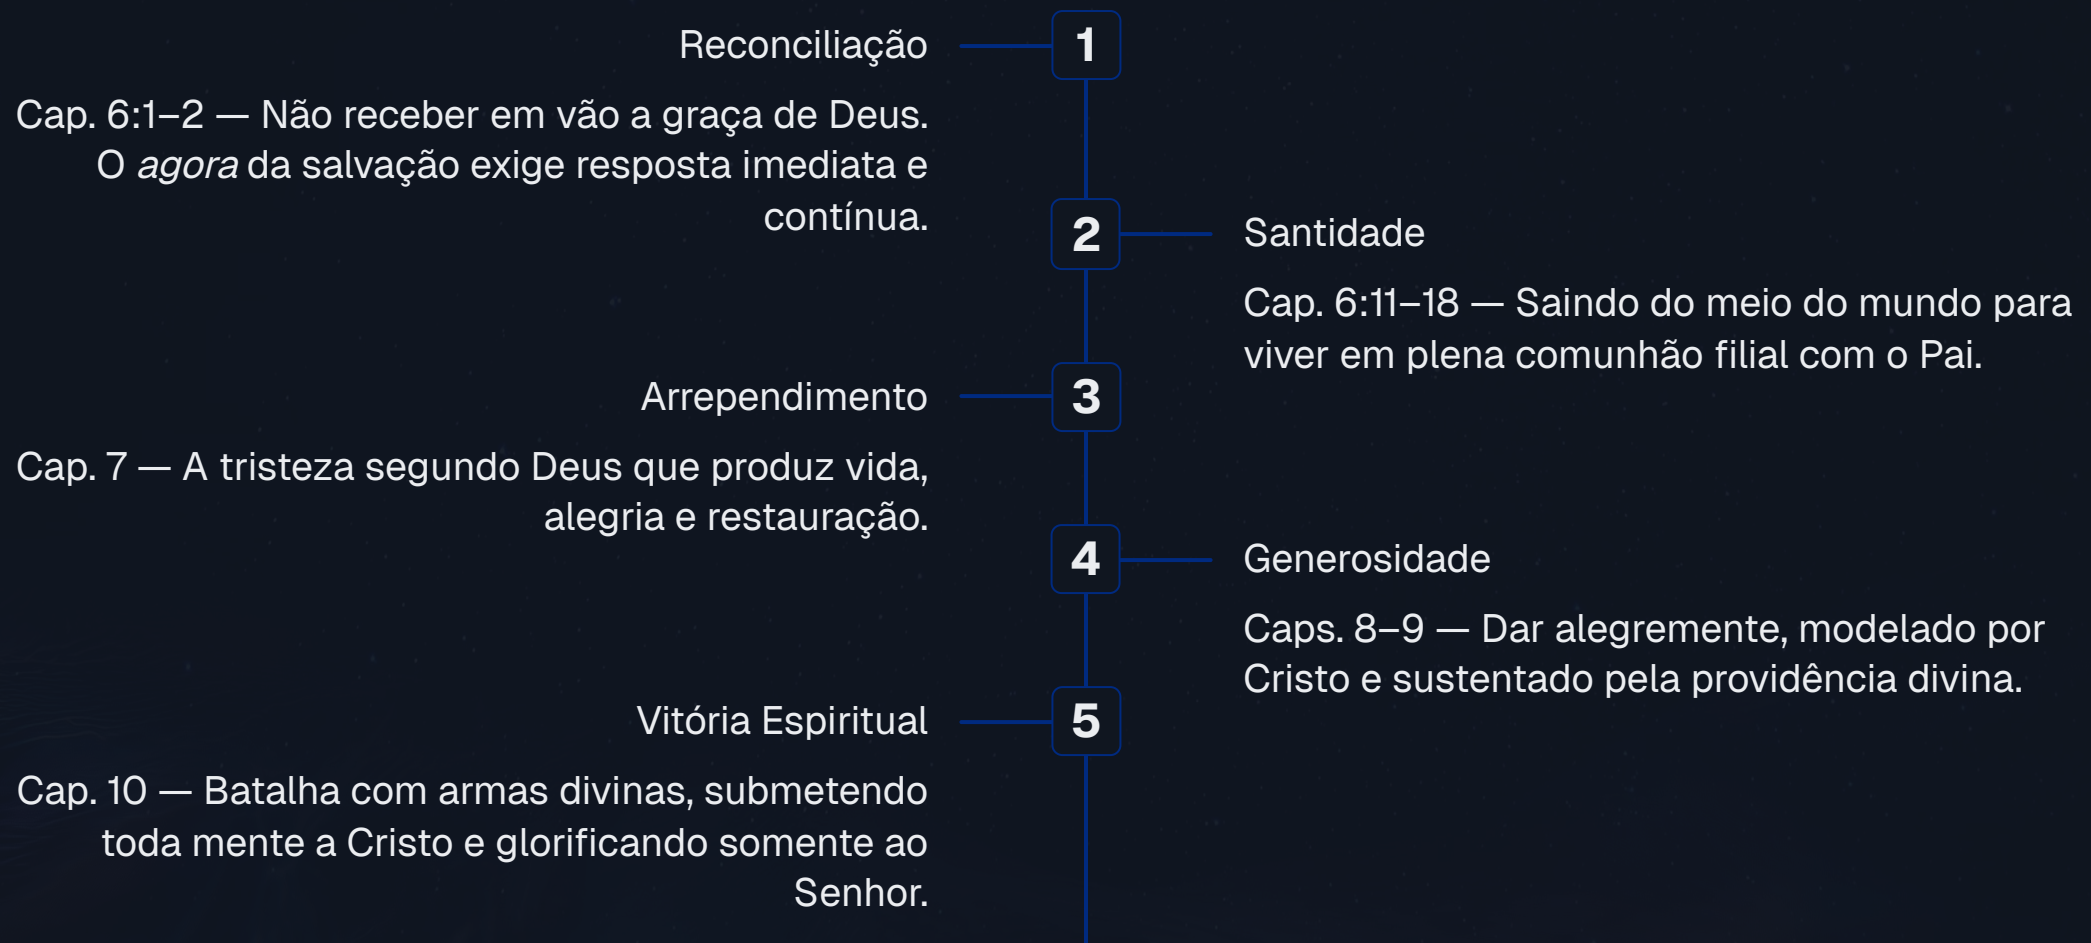 Reconciliação
1
Cap. 6:1–2 — Não receber em vão a graça de Deus.
O agora da salvação exige resposta imediata e
contínua.
2
Santidade
Cap. 6:11–18 — Saindo do meio do mundo para
viver em plena comunhão filial com o Pai.
Arrependimento
3
Cap. 7 — A tristeza segundo Deus que produz vida,
alegria e restauração.
4
Generosidade
Caps. 8–9 — Dar alegremente, modelado por
Cristo e sustentado pela providência divina.
Vitória Espiritual
5
Cap. 10 — Batalha com armas divinas, submetendo
toda mente a Cristo e glorificando somente ao
Senhor.